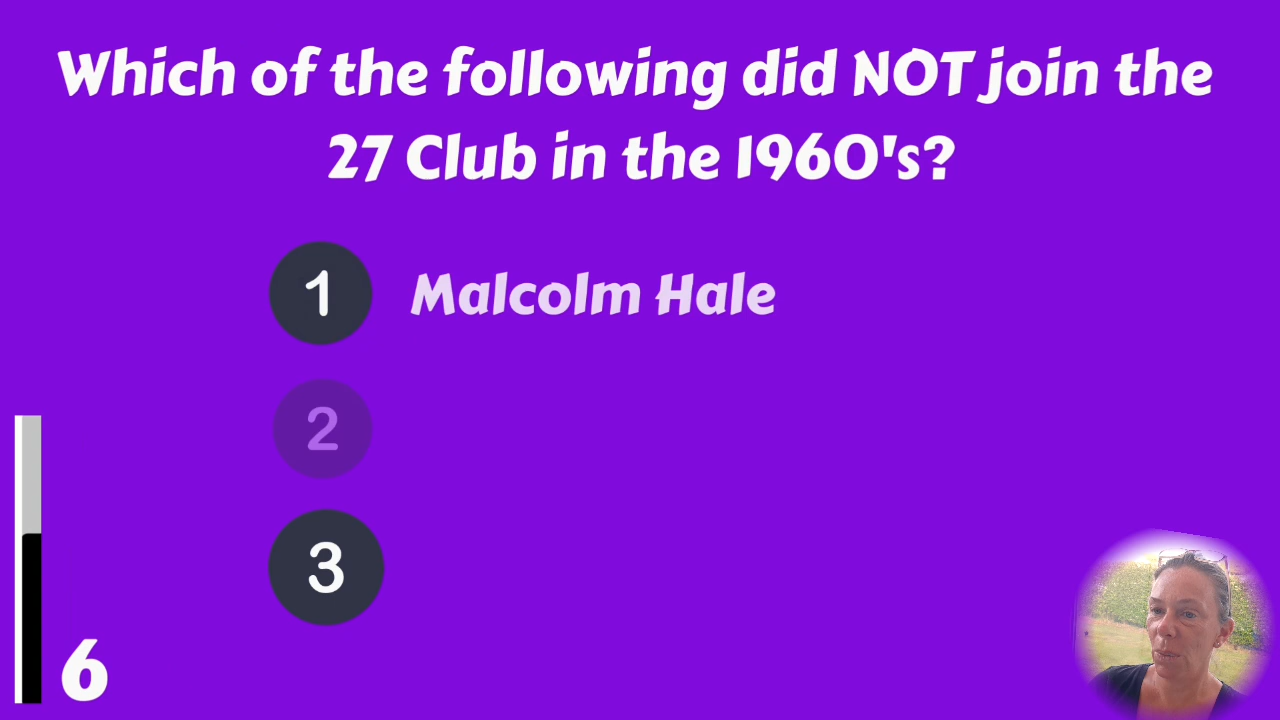 Which of the following did NOT join the
27 Club in the 1960's?
1 Malcolm Hale
2
3
6